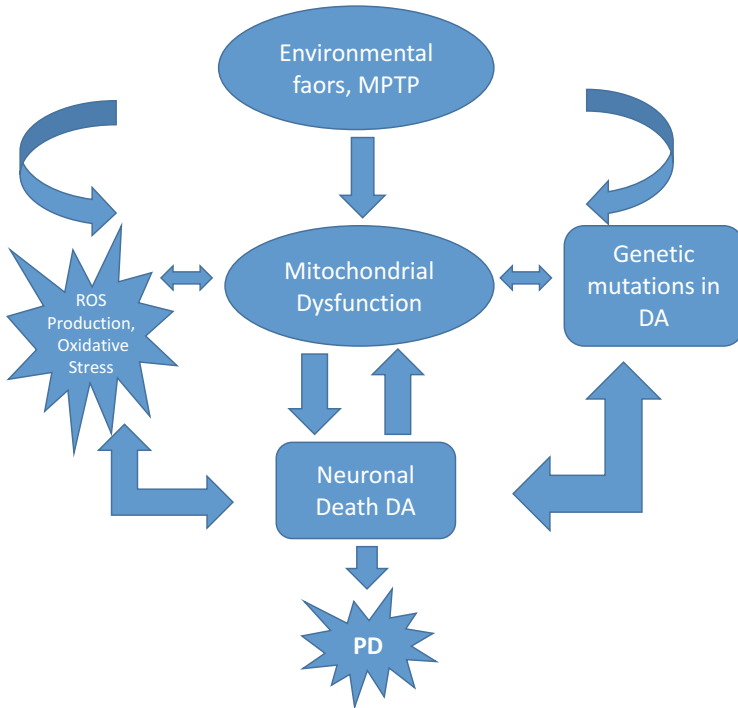 Environmental
faors, MPTP
Mitochondrial
Dysfunction
Genetic
mutations in
DA
ROS
Production,
Oxidative
Stress
Neuronal
Death DA
PD